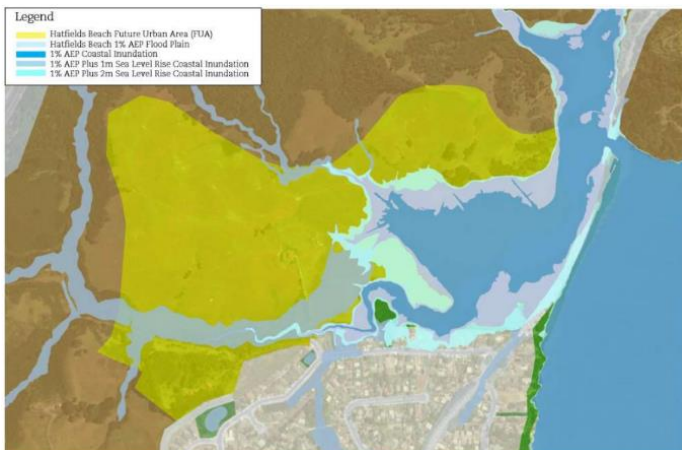 Legend
Hatfields Beach Future Urban Area (FUA)
Hatfields Beach 1% AEP Flood Plain
1% AEP Coastal Inundation
1% AEP Plus 1m Sea Level Rise Coastal Inundation
1% AEP Plus 2m Sea Level Rise Coastal Inundation